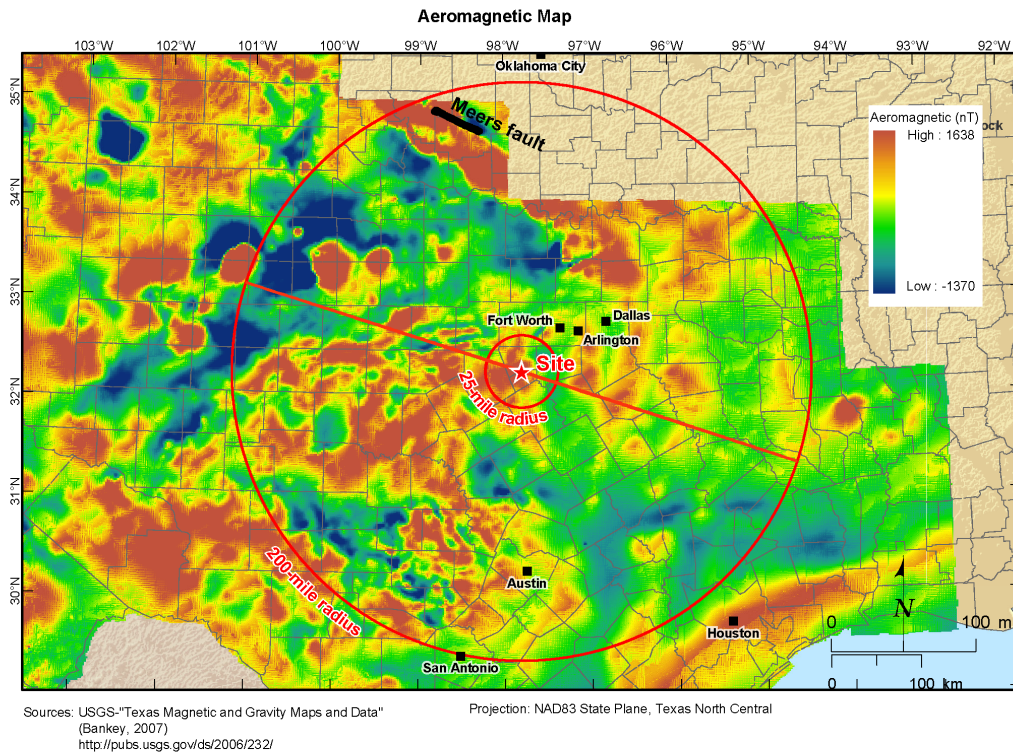 Aeromagnetic Map
103°W 102°W 101°W 100°W 99°W 98°W 97°W 96°W 95°W 94°W 93°W 92°W
Oklahoma City
35°N
Meers fault
Aeromagnetic (nT)
High : 1638
ock
34°N
33°N
Low : -1370
Fort Worth
Dallas
Arlington
Site
25-mile radius
32°N
31°N
200-mile radius
30°N
Austin
N
Houston
0 100 m
San Antonio
0 100 km
Sources: USGS-"Texas Magnetic and Gravity Maps and Data"
(Bankey, 2007)
http://pubs.usgs.gov/ds/2006/232/
Projection: NAD83 State Plane, Texas North Central